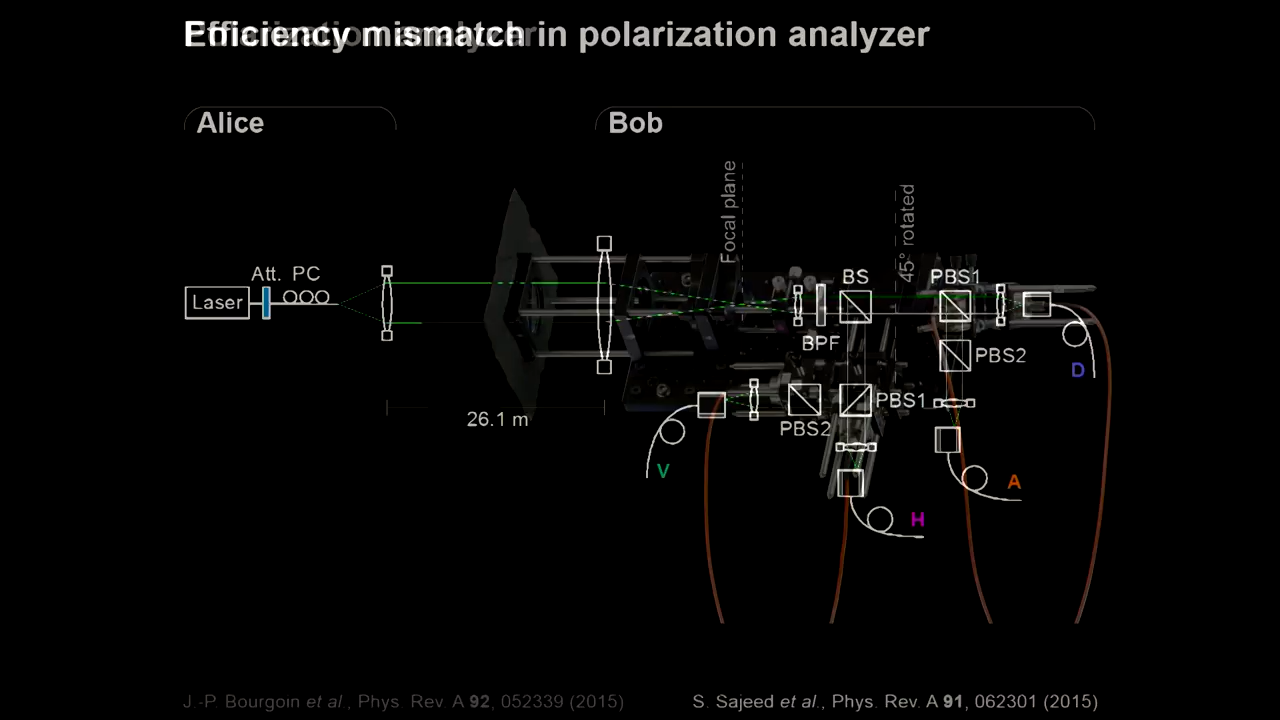 Efficiency mismatch in polarization analyzer
Alice
Bob
Focal plane
45° rotated
Att. PC
Laser
BS
PBS1
BPF
PBS2
D
26.1 m
PBS1
PBS2
V
A
H
J.-P. Bourgoin et al., Phys. Rev. A 92, 052339 (2015)
S. Sajeed et al., Phys. Rev. A 91, 062301 (2015)